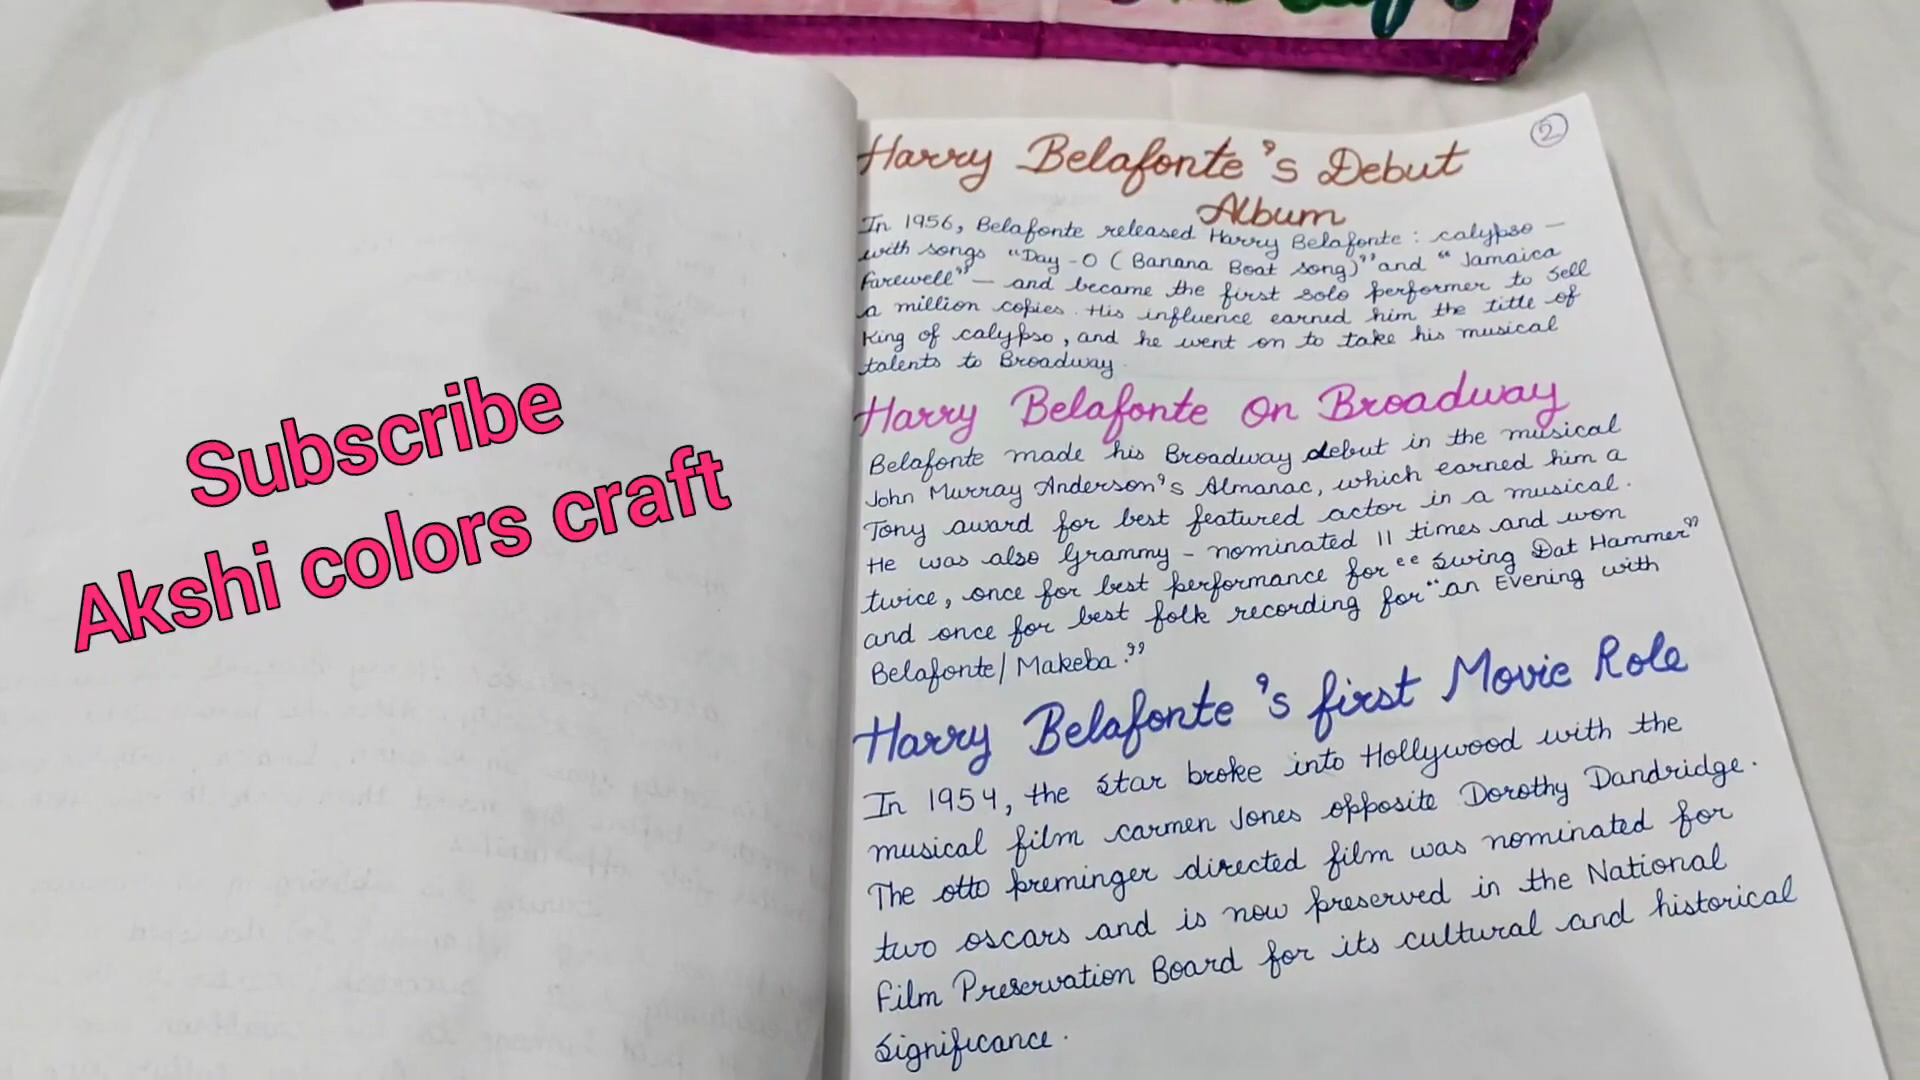 Subscribe
Akshi colors craft
2
Harry Belafonte's Debut
Album
In 1956, Belafonte released Harry Belafonte : calypso —
with songs "Day-O (Banana Boat song)" and "Jamaica
farewell" — and became the first solo performer to sell
a million copies. His influence earned him the title of
King of calypso, and he went on to take his musical
talents to Broadway.
Harry Belafonte on Broadway
Belafonte made his Broadway debut in the musical
John Murray Anderson's Almanac, which earned him a
Tony award for best featured actor in a musical.
He was also Grammy-nominated 11 times and won
twice, once for best performance for "Swing Dat Hammer"
and once for best folk recording for "an Evening with
Belafonte/Makeba."
Harry Belafonte's first Movie Role
In 1954, the star broke into Hollywood with the
musical film carmen Jones opposite Dorothy Dandridge.
The otto preminger directed film was nominated for
two oscars and is now preserved in the National
film Preservation Board for its cultural and historical
significance.